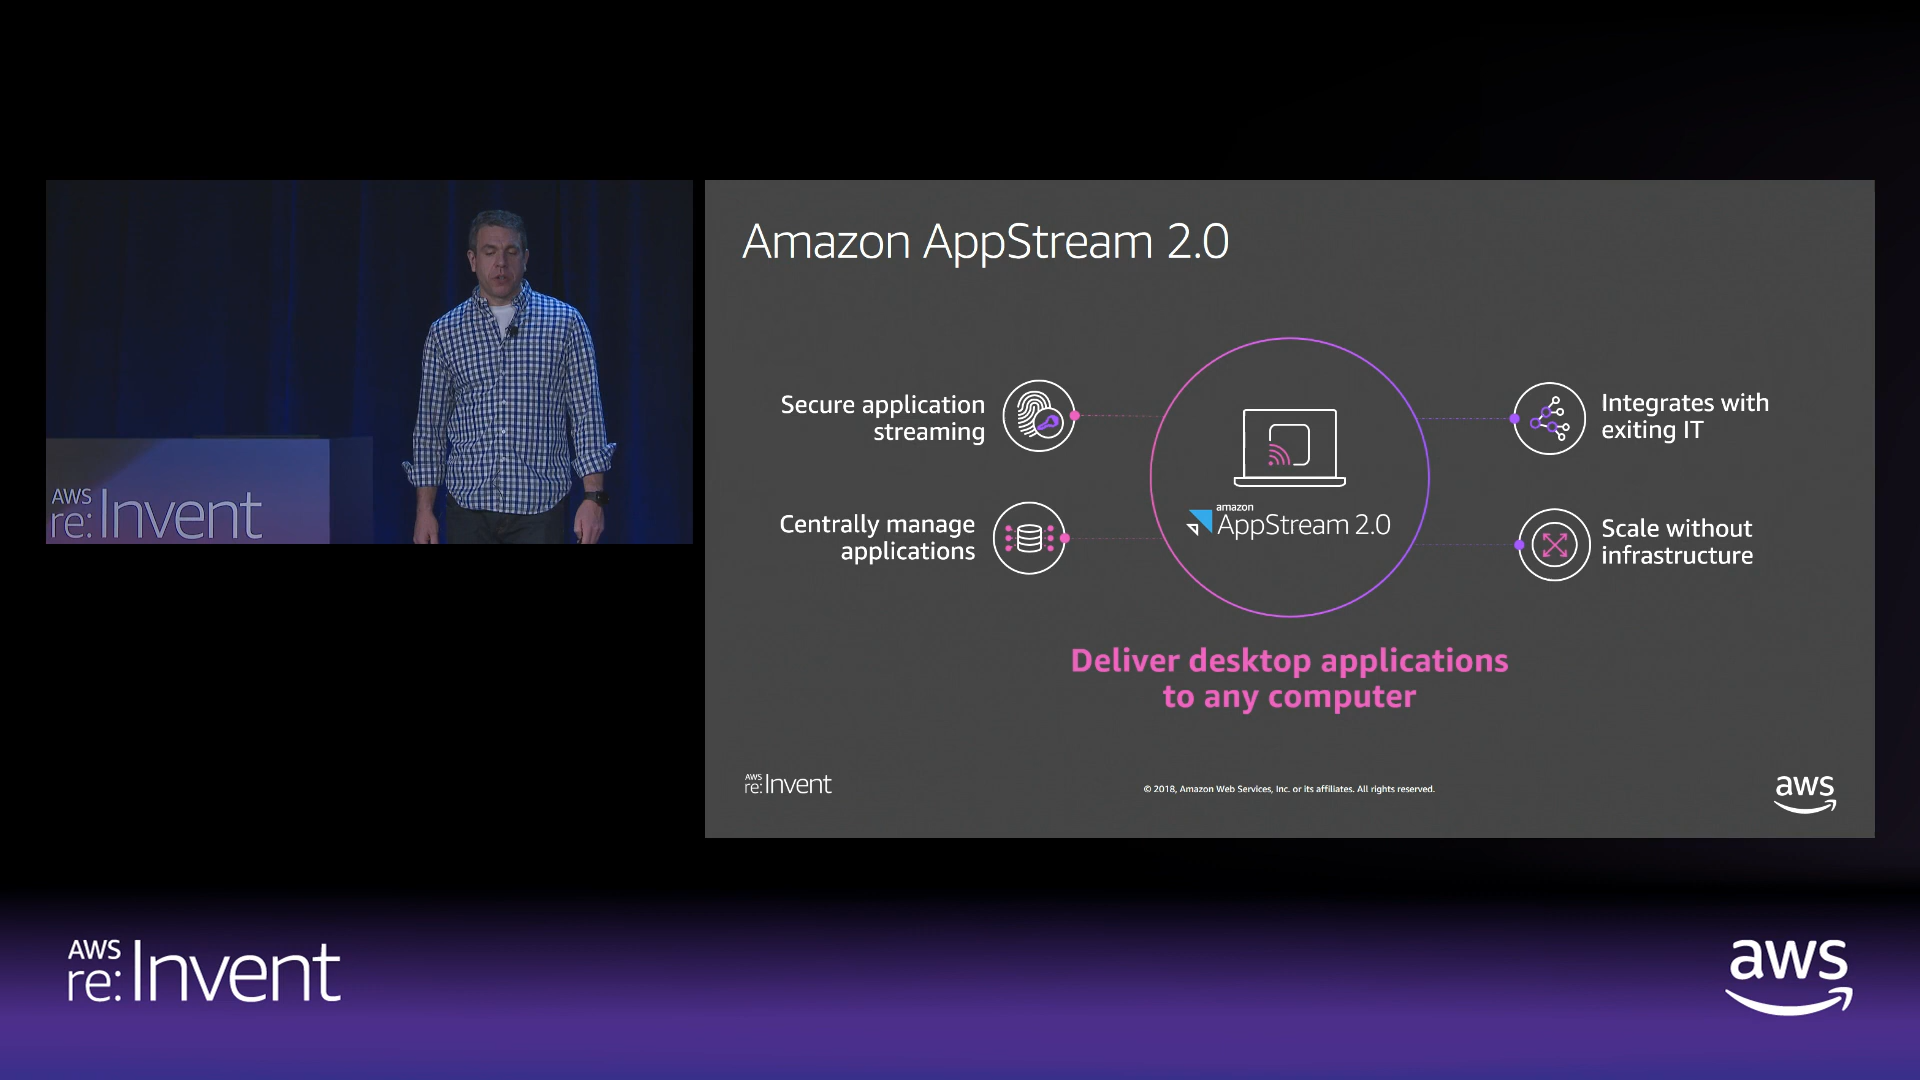 Amazon AppStream 2.0
Secure application
streaming
Centrally manage
applications
amazon
AppStream 2.0
Integrates with
exiting IT
Scale without
infrastructure
Deliver desktop applications
to any computer
AWS
re:Invent
© 2018, Amazon Web Services, Inc. or its affiliates. All rights reserved.
aws
AWS
re:Invent
AWS
re:Invent
aws